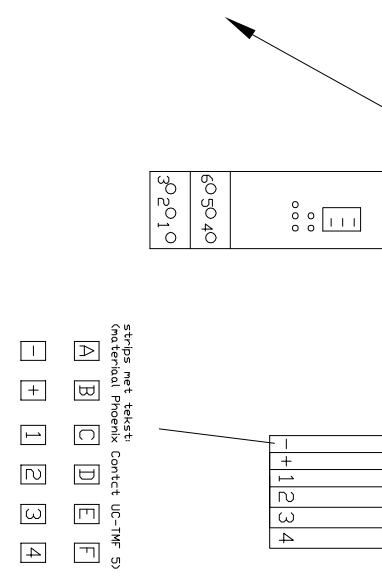 - + 1 2 3 4
6 5 4
3 2 1
strips met tekst:
(materiaal Phoenix Contct UC-TMF 5)
A B C D E F
- + 1 2 3 4